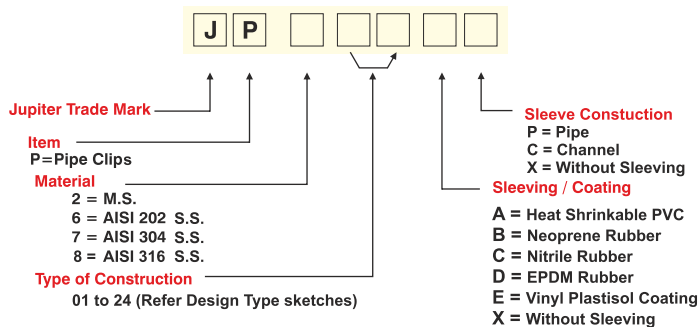 J P
Jupiter Trade Mark
Item
P=Pipe Clips
Material
2 = M.S.
6 = AISI 202 S.S.
7 = AISI 304 S.S.
8 = AISI 316 S.S.
Type of Construction
01 to 24 (Refer Design Type sketches)
Sleeve Constuction
P = Pipe
C = Channel
X = Without Sleeving
Sleeving / Coating
A = Heat Shrinkable PVC
B = Neoprene Rubber
C = Nitrile Rubber
D = EPDM Rubber
E = Vinyl Plastisol Coating
X = Without Sleeving